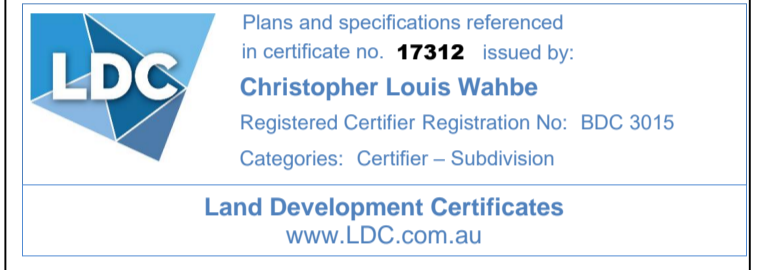 LDC
Plans and specifications referenced
in certificate no. 17312 issued by:
Christopher Louis Wahbe
Registered Certifier Registration No: BDC 3015
Categories: Certifier – Subdivision
Land Development Certificates
www.LDC.com.au